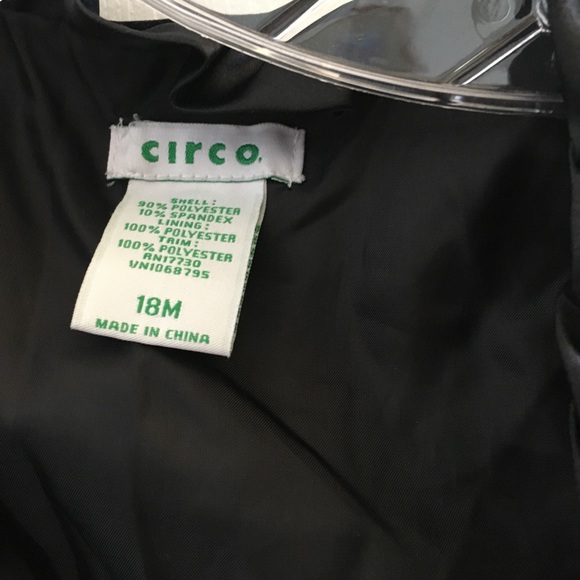 circo.
SHELL:
90% POLYESTER
10% SPANDEX
LINING:
100% POLYESTER
TRIM:
100% POLYESTER
RN17730
VN1068795
18M
MADE IN CHINA